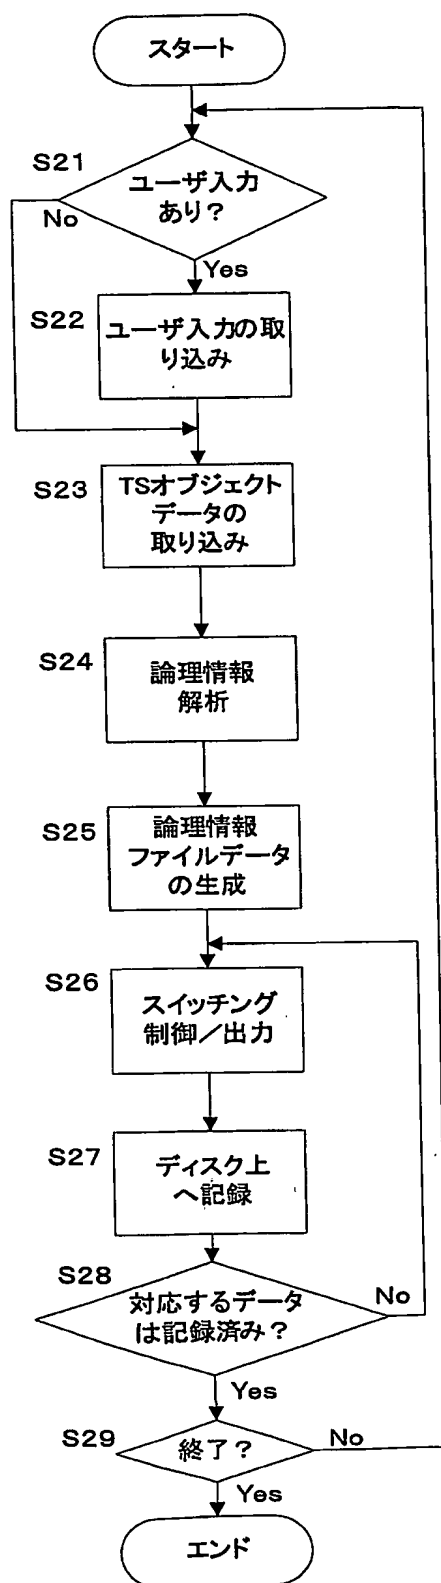 スタート
S21
ユーザ入力
あり？
No
Yes
S22
ユーザ入力の取
り込み
S23
TSオブジェクト
データの
取り込み
S24
論理情報
解析
S25
論理情報
ファイルデータ
の生成
S26
スイッチング
制御／出力
S27
ディスク上
へ記録
S28
対応するデータ
は記録済み？
No
Yes
S29
終了？
No
Yes
エンド